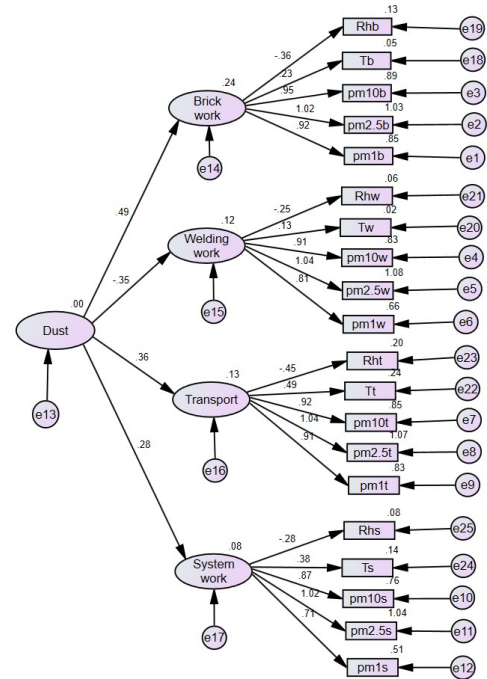 .13
Rhb
e19
-.36
.05
.24
.23
Tb
e18
.89
.95
pm10b
e3
Brick
work
1.02
1.03
pm2.5b
e2
.92
.85
pm1b
e1
e14
.06
Rhw
e21
.49
.12
-.25
.02
.13
Tw
e20
.83
Welding
work
.91
pm10w
e4
1.04
1.08
pm2.5w
e5
-.35
.81
.66
e15
pm1w
e6
.00
Dust
.20
Rht
e23
.36
.13
-.45
.24
.49
Tt
e22
.85
Transport
.92
pm10t
e7
e13
1.04
1.07
pm2.5t
e8
.91
.83
e16
pm1t
e9
.28
.08
Rhs
e25
.08
-.28
.14
.38
Ts
e24
System
work
.87
.76
pm10s
e10
1.02
1.04
pm2.5s
e11
.71
.51
e17
pm1s
e12